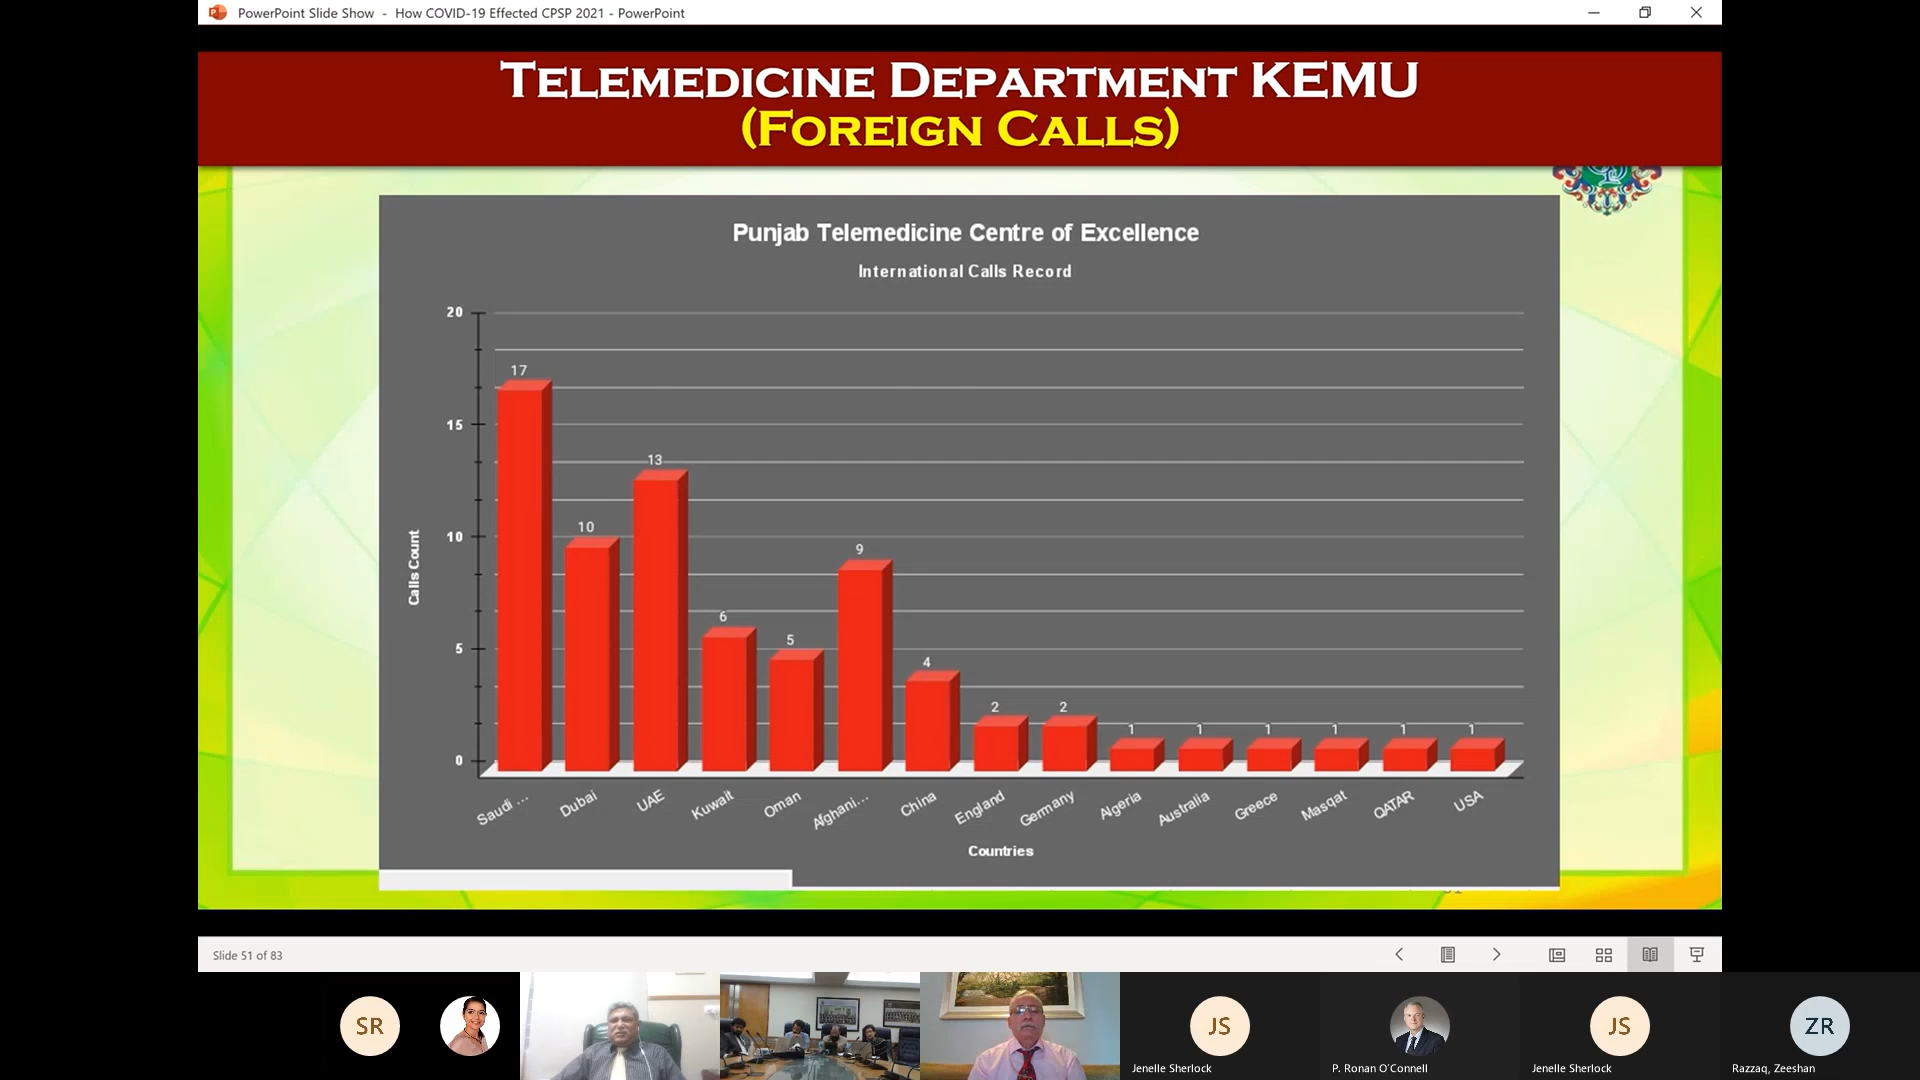 PowerPoint Slide Show - How COVID-19 Effected CPSP 2021 - PowerPoint
TELEMEDICINE DEPARTMENT KEMU
(FOREIGN CALLS)
Punjab Telemedicine Centre of Excellence
International Calls Record
20
15
10
5
0
Calls Count
17
10
13
6
5
9
4
2
2
1
1
1
1
1
1
Saudi ...
Dubai
UAE
Kuwait
Oman
Afghani...
China
England
Germany
Algeria
Australia
Greece
Masqat
QATAR
USA
Countries
Slide 51 of 83
SR
JS
JS
ZR
Jenelle Sherlock
P. Ronan O'Connell
Jenelle Sherlock
Razzaq, Zeeshan